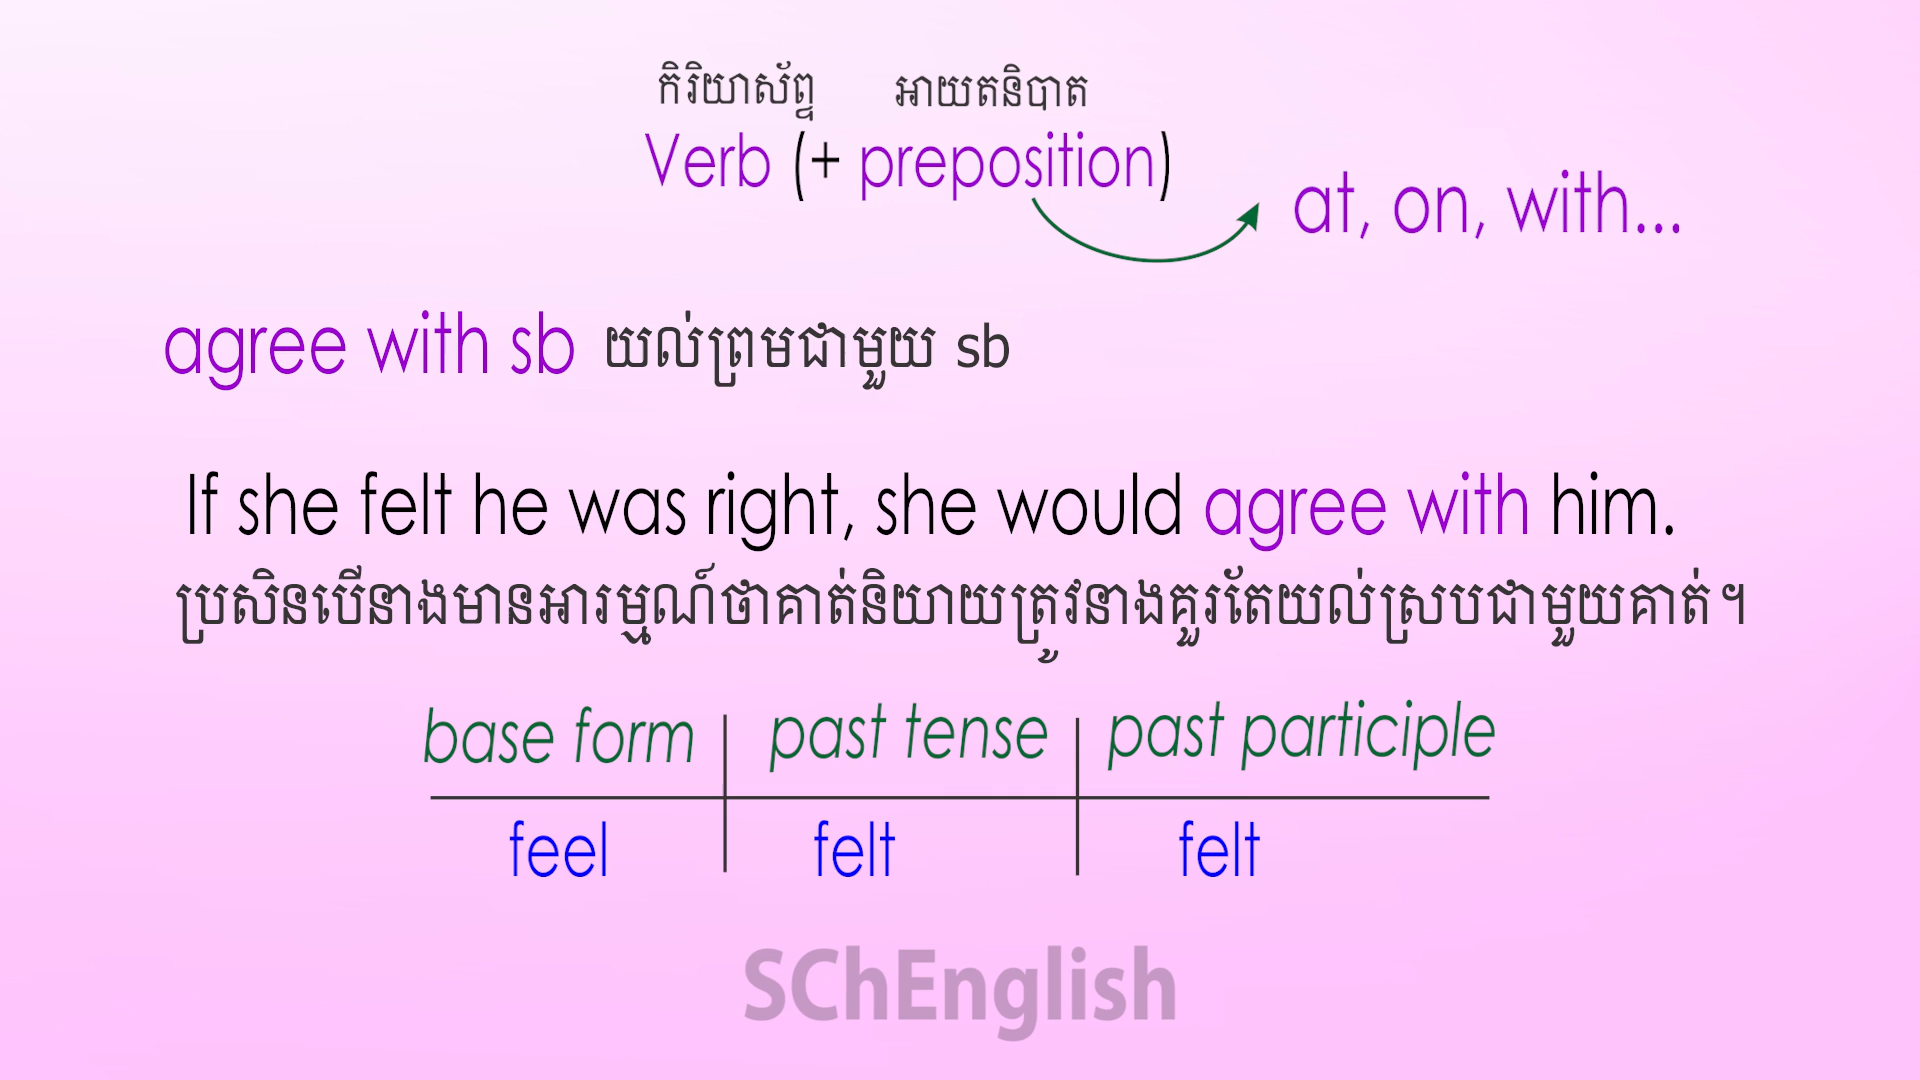 កិរិយាស័ព្ទ អាយតនិបាត
Verb (+ preposition)
at, on, with...
agree with sb យល់ព្រមជាមួយ sb
If she felt he was right, she would agree with him.
ប្រសិនបើនាងមានអារម្មណ៍ថាគាត់និយាយត្រូវនាងគួរតែយល់ស្របជាមួយគាត់។
base form past tense past participle
feel felt felt
SChEnglish